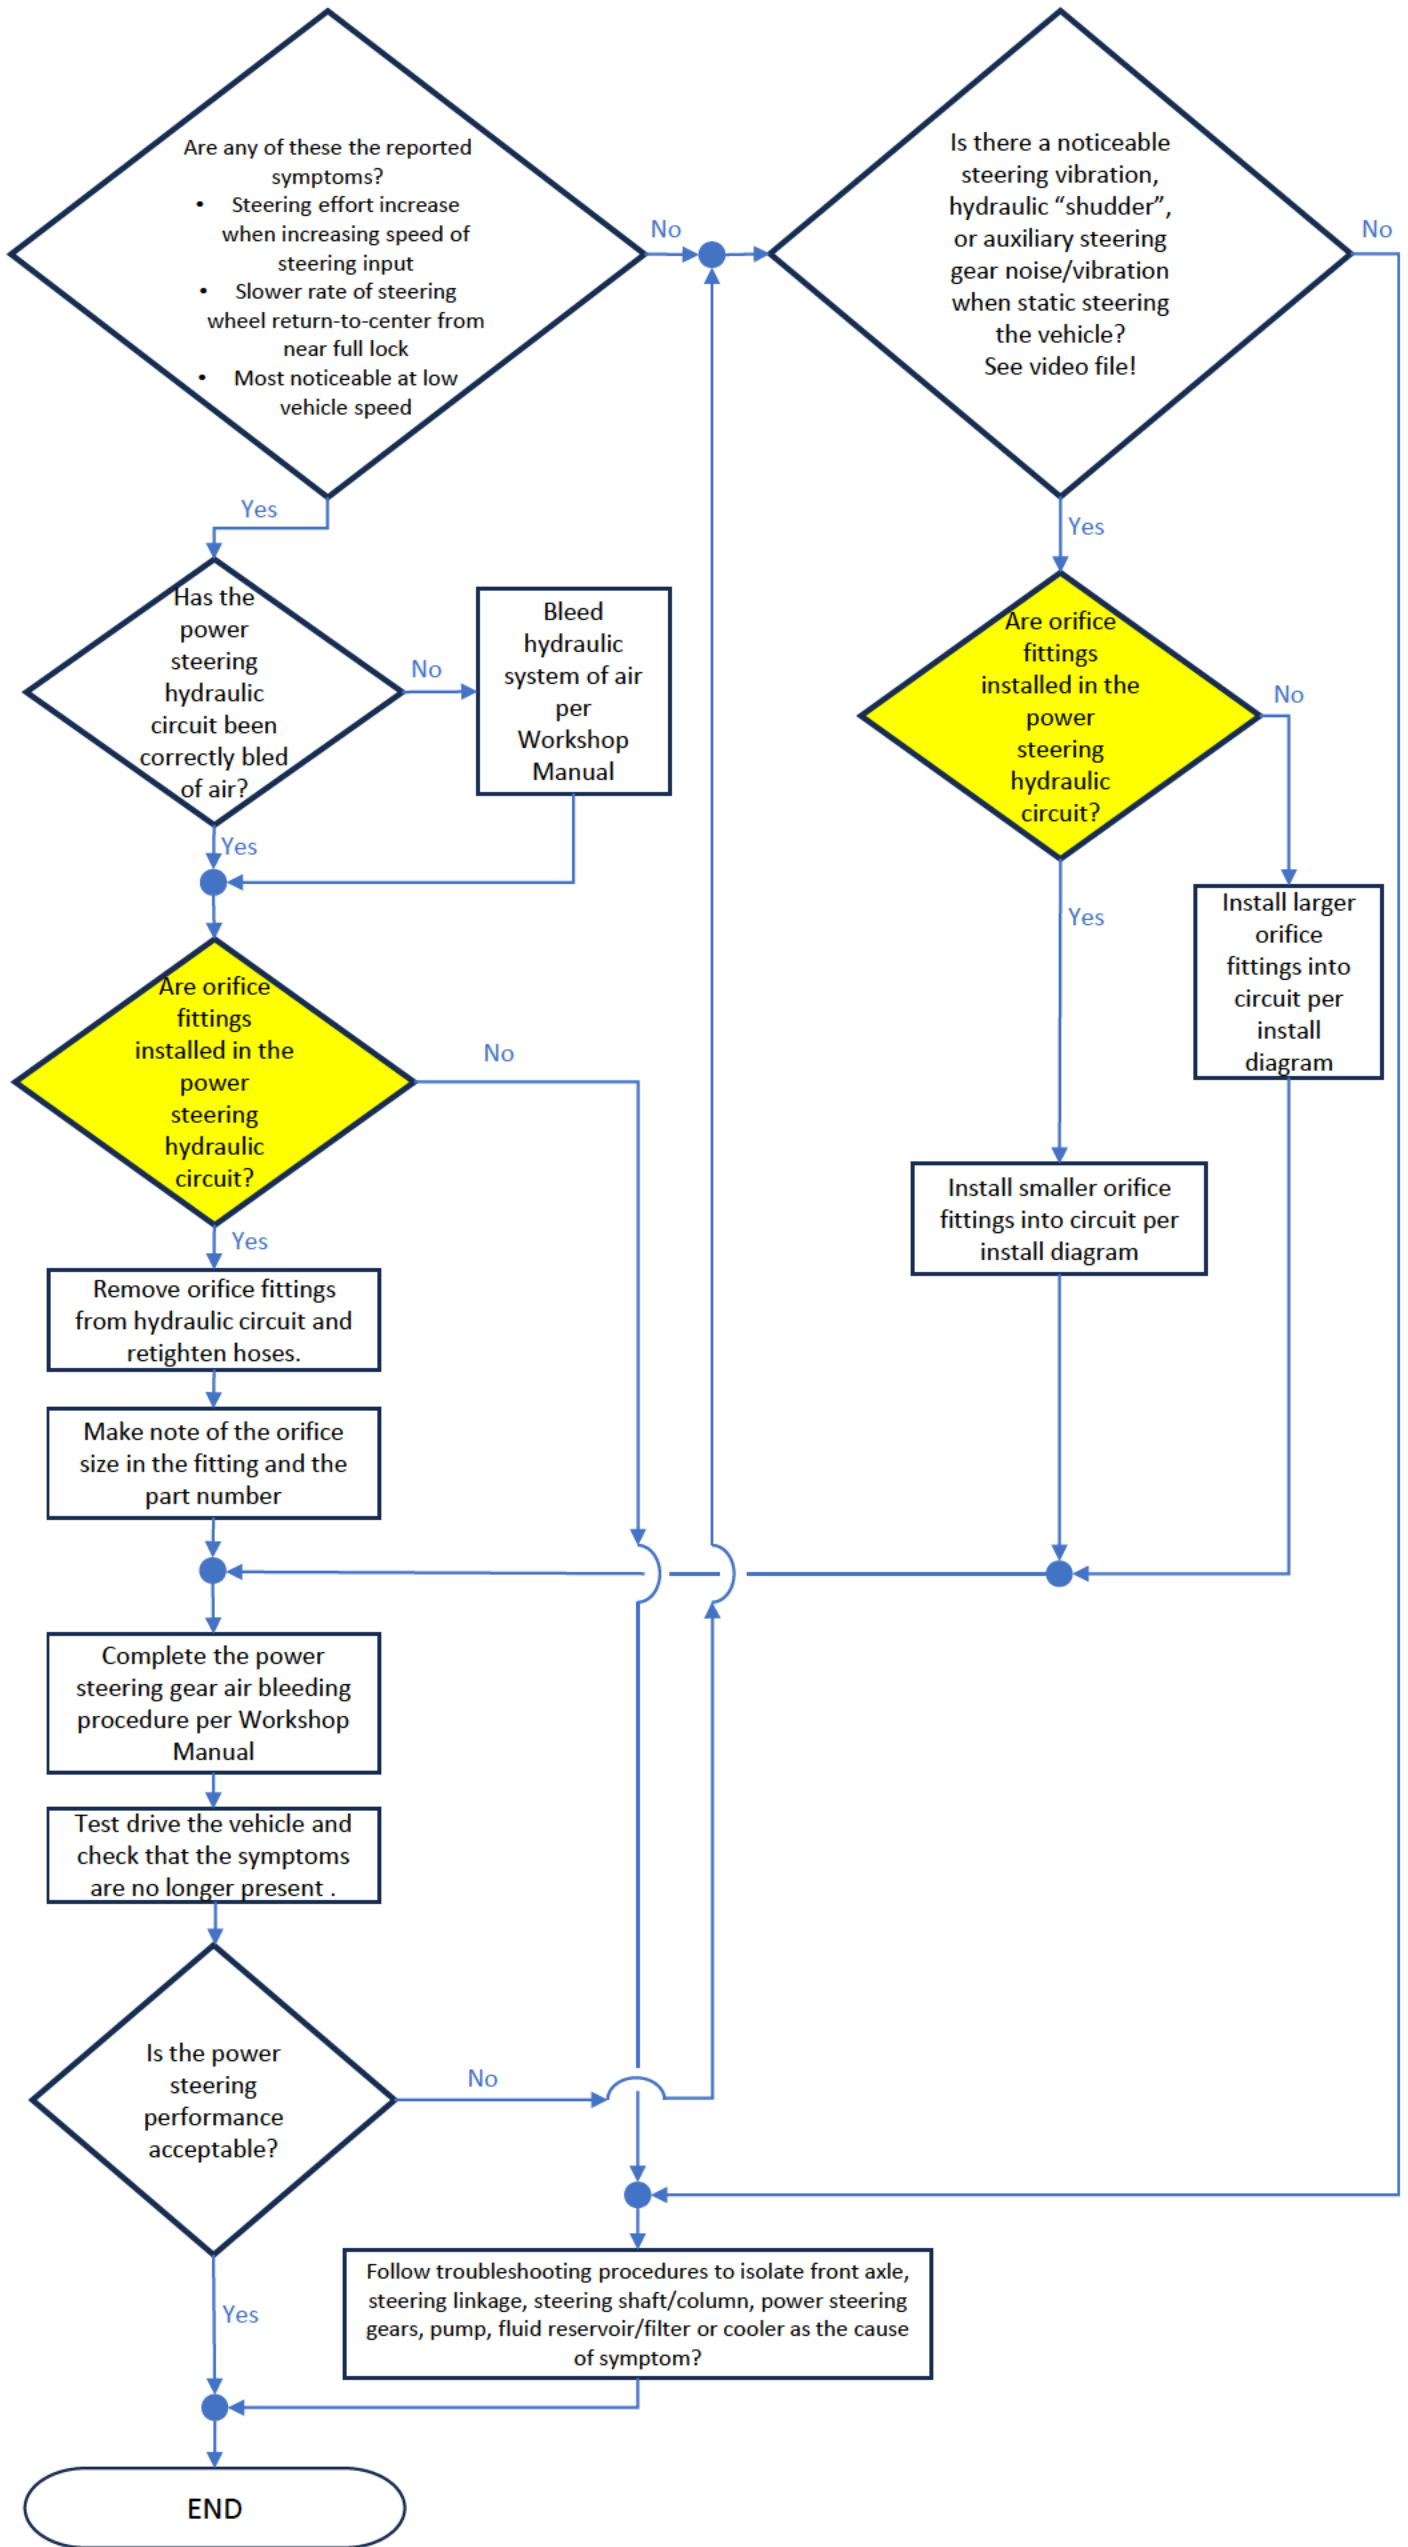 Are any of these the reported
symptoms?
• Steering effort increase
when increasing speed of
steering input
• Slower rate of steering
wheel return-to-center from
near full lock
• Most noticeable at low
vehicle speed
No
Is there a noticeable
steering vibration,
hydraulic “shudder”,
or auxiliary steering
gear noise/vibration
when static steering
the vehicle?
See video file!
No
Yes
Yes
Has the
power
steering
hydraulic
circuit been
correctly bled
of air?
No
Bleed
hydraulic
system of air
per
Workshop
Manual
Yes
Are orifice
fittings
installed in the
power
steering
hydraulic
circuit?
No
Install larger
orifice
fittings into
circuit per
install
diagram
Yes
Install smaller orifice
fittings into circuit per
install diagram
Are orifice
fittings
installed in the
power
steering
hydraulic
circuit?
No
Yes
Remove orifice fittings
from hydraulic circuit and
retighten hoses.
Make note of the orifice
size in the fitting and the
part number
Complete the power
steering gear air bleeding
procedure per Workshop
Manual
Test drive the vehicle and
check that the symptoms
are no longer present .
Is the power
steering
performance
acceptable?
No
Yes
Follow troubleshooting procedures to isolate front axle,
steering linkage, steering shaft/column, power steering
gears, pump, fluid reservoir/filter or cooler as the cause
of symptom?
END